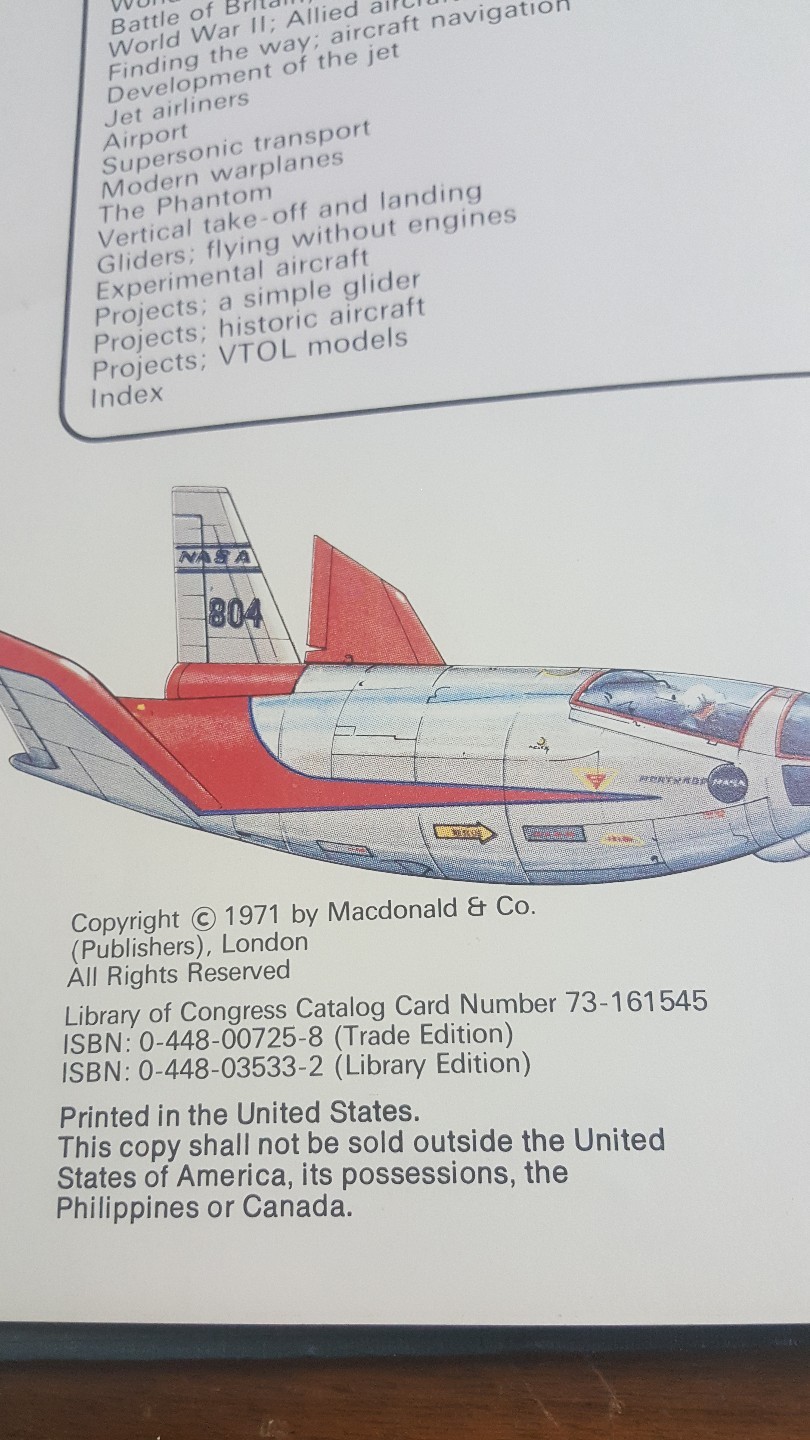 Battle of Britain;
World War II; Allied
Finding the way; aircraft navigation
Development of the jet
Jet airliners
Airport
Supersonic transport
Modern warplanes
The Phantom
Vertical take-off and landing
Gliders; flying without engines
Experimental aircraft
Projects; a simple glider
Projects; historic aircraft
Projects; VTOL models
Index
NASA
804
NORTHROP NASA
RESCUE
Copyright © 1971 by Macdonald & Co.
(Publishers), London
All Rights Reserved
Library of Congress Catalog Card Number 73-161545
ISBN: 0-448-00725-8 (Trade Edition)
ISBN: 0-448-03533-2 (Library Edition)
Printed in the United States.
This copy shall not be sold outside the United
States of America, its possessions, the
Philippines or Canada.